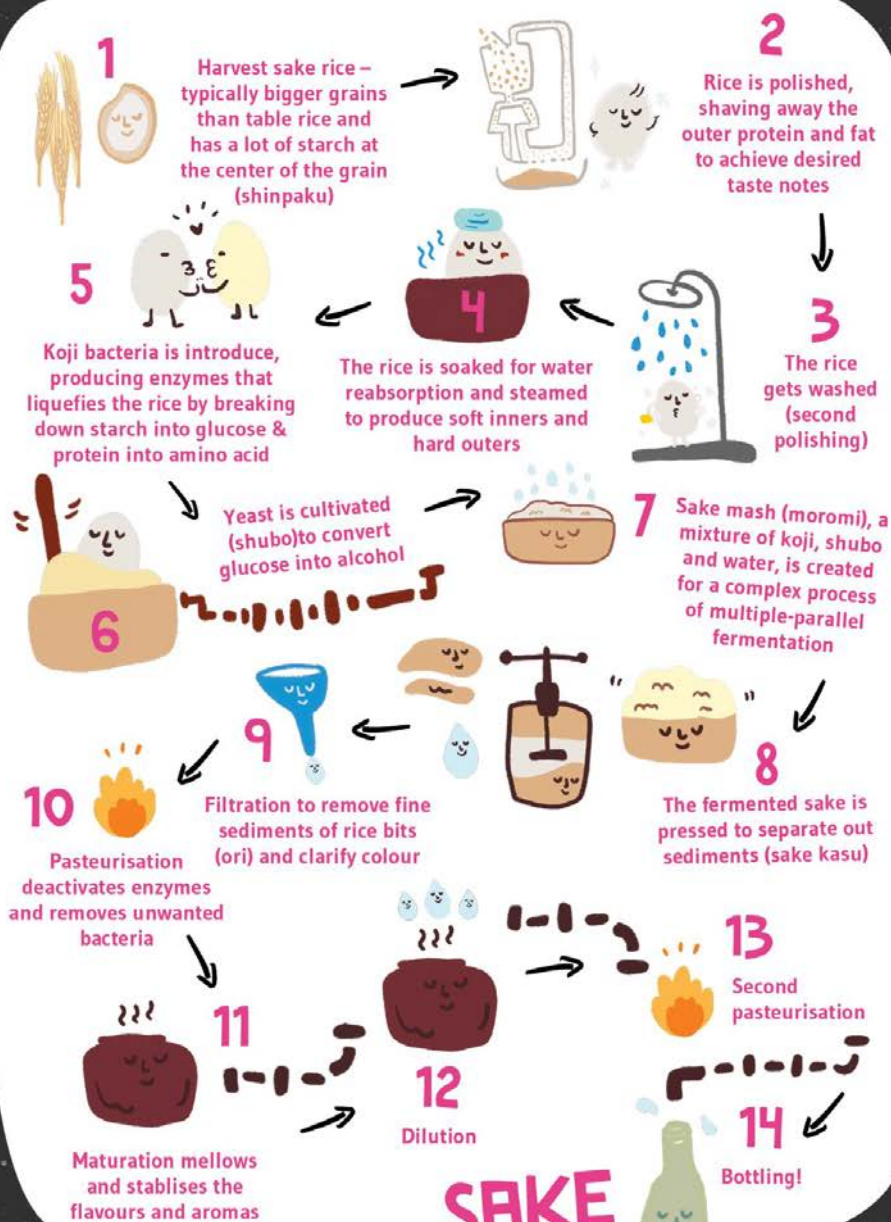 1
Harvest sake rice –
typically bigger grains
than table rice and
has a lot of starch at
the center of the grain
(shinpaku)
2
Rice is polished,
shaving away the
outer protein and fat
to achieve desired
taste notes
3
The rice
gets washed
(second
polishing)
4
The rice is soaked for water
reabsorption and steamed
to produce soft inners and
hard outers
5
Koji bacteria is introduce,
producing enzymes that
liquefies the rice by breaking
down starch into glucose &
protein into amino acid
6
Yeast is cultivated
(shubo)to convert
glucose into alcohol
7
Sake mash (moromi), a
mixture of koji, shubo
and water, is created
for a complex process
of multiple-parallel
fermentation
8
The fermented sake is
pressed to separate out
sediments (sake kasu)
9
Filtration to remove fine
sediments of rice bits
(ori) and clarify colour
10
Pasteurisation
deactivates enzymes
and removes unwanted
bacteria
11
Maturation mellows
and stablises the
flavours and aromas
12
Dilution
13
Second
pasteurisation
14
Bottling!
SAKE